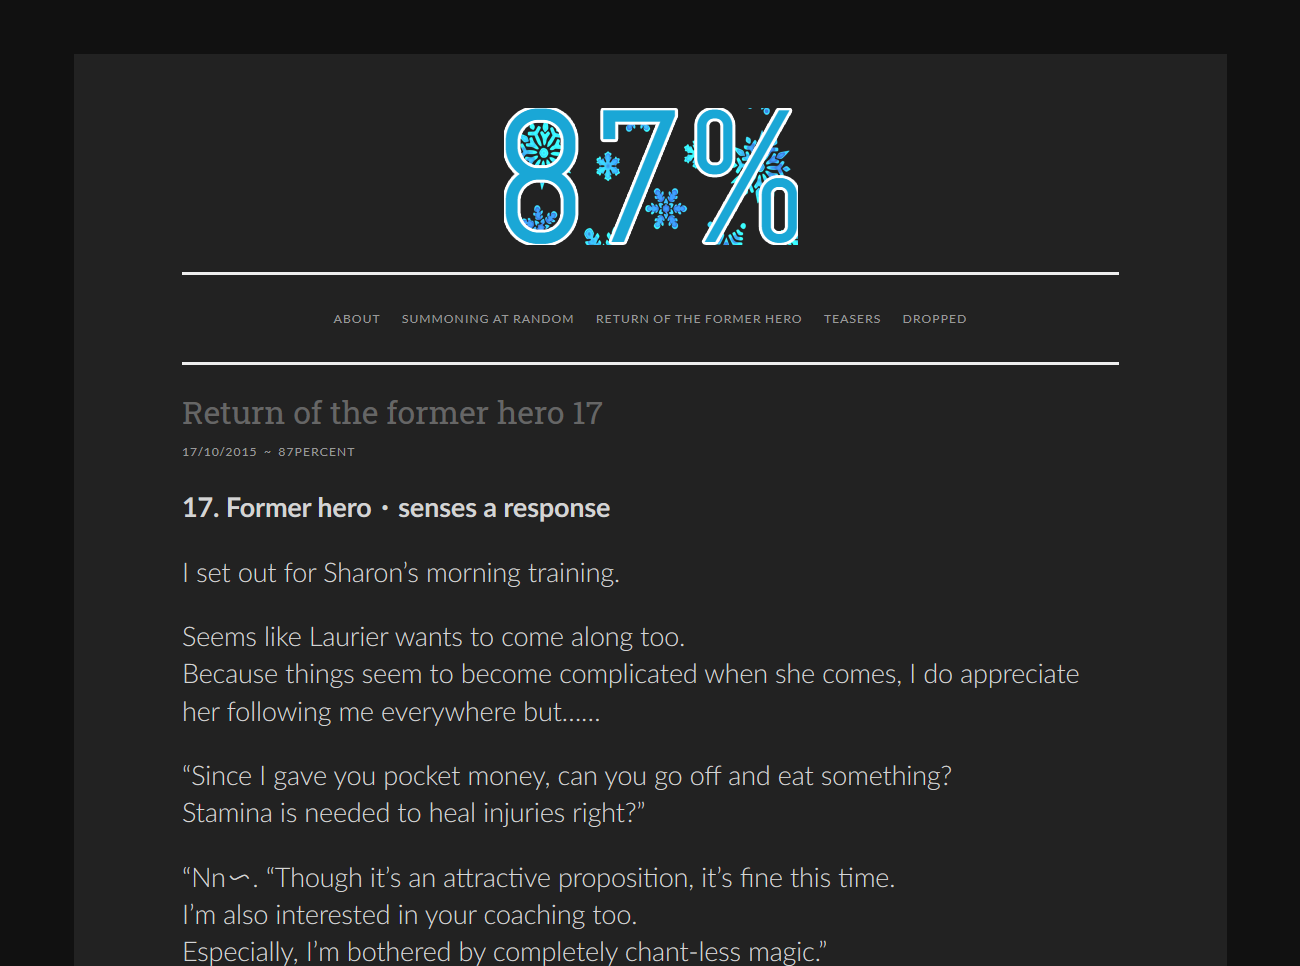 87%
ABOUT SUMMONING AT RANDOM RETURN OF THE FORMER HERO TEASERS DROPPED
Return of the former hero 17
17/10/2015 ~ 87PERCENT
17. Former hero・senses a response
I set out for Sharon’s morning training.
Seems like Laurier wants to come along too.
Because things seem to become complicated when she comes, I do appreciate
her following me everywhere but……
“Since I gave you pocket money, can you go off and eat something?
Stamina is needed to heal injuries right?”
“Nn〜. “Though it’s an attractive proposition, it’s fine this time.
I’m also interested in your coaching too.
Especially, I’m bothered by completely chant-less magic.”